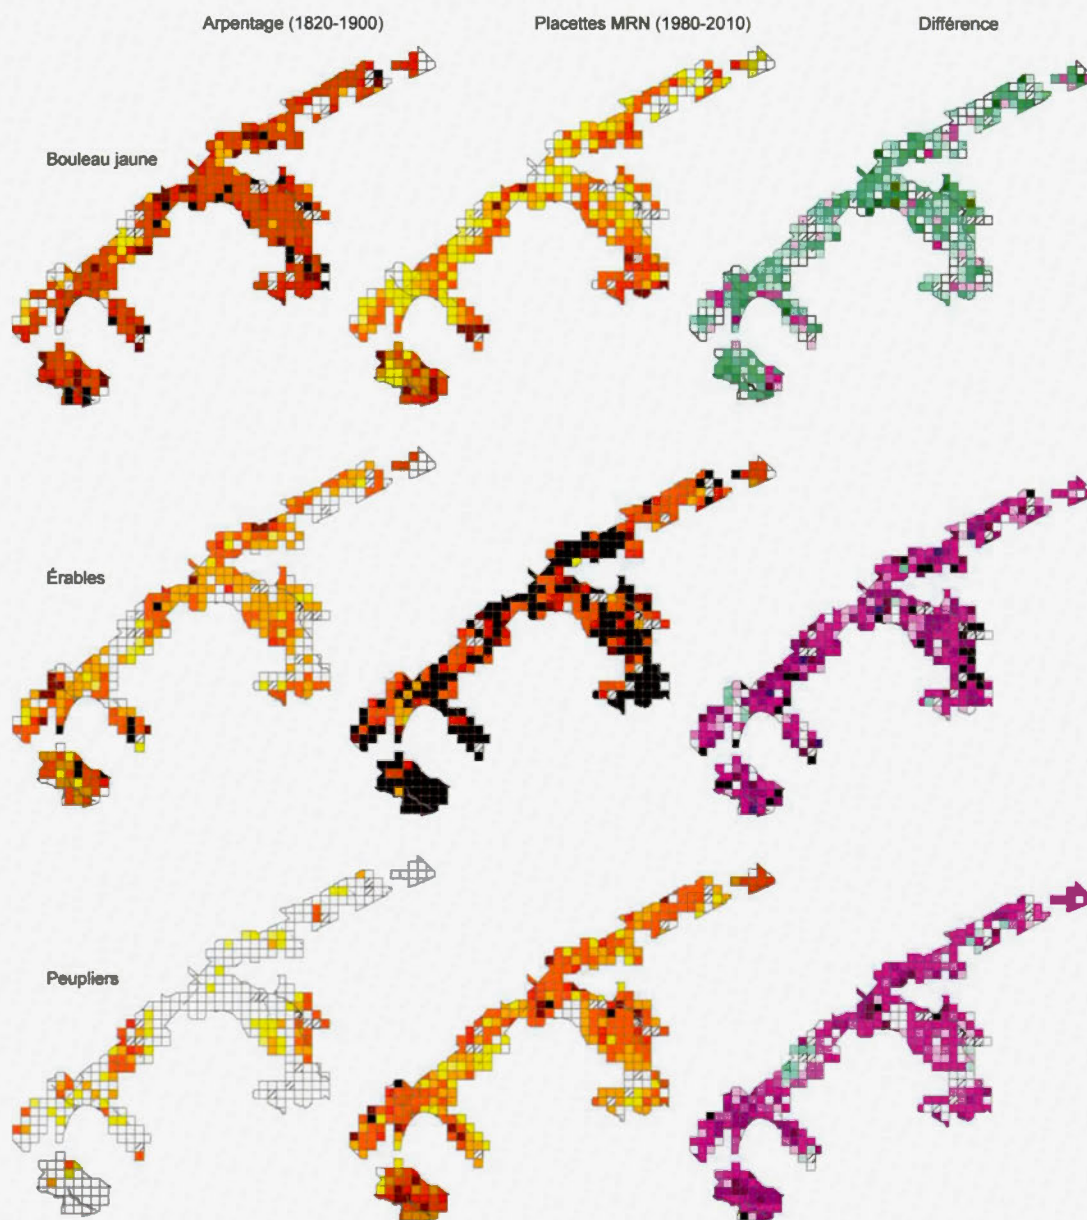 Arpentage (1820-1900) Placettes MRN (1980-2010) Différence
Bouleau jaune
Érables
Peupliers